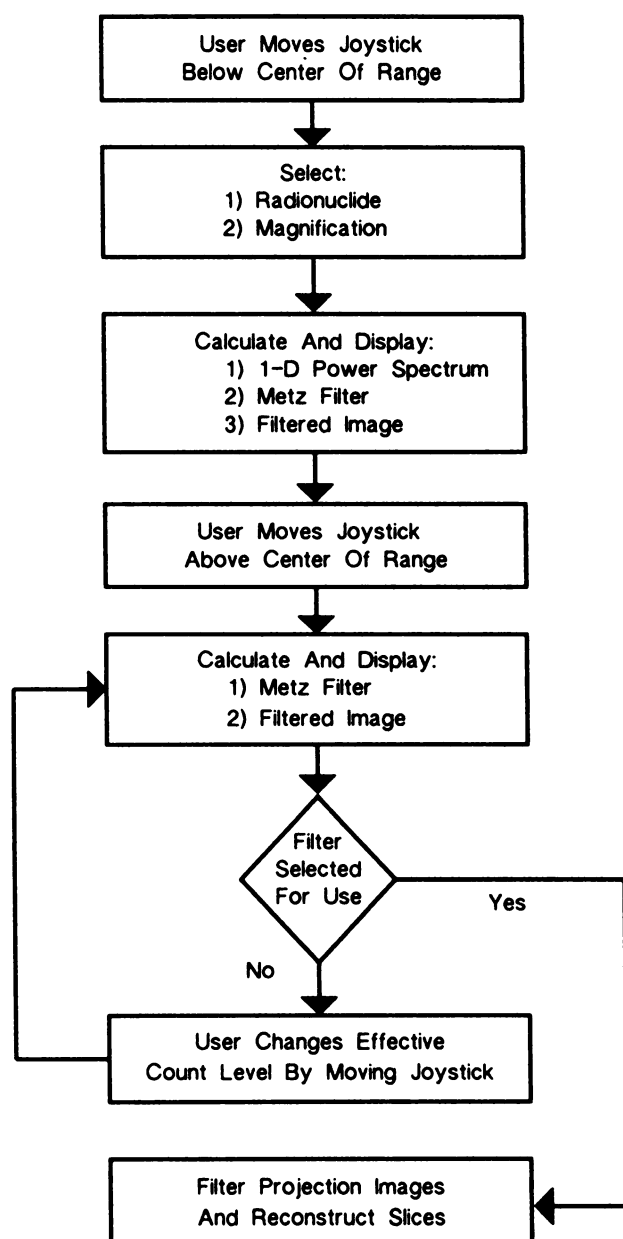 User Moves Joystick
Below Center Of Range
Select:
1) Radionuclide
2) Magnification
Calculate And Display:
1) 1-D Power Spectrum
2) Metz Filter
3) Filtered Image
User Moves Joystick
Above Center Of Range
Calculate And Display:
1) Metz Filter
2) Filtered Image
Filter
Selected
For Use
Yes
No
User Changes Effective
Count Level By Moving Joystick
Filter Projection Images
And Reconstruct Slices